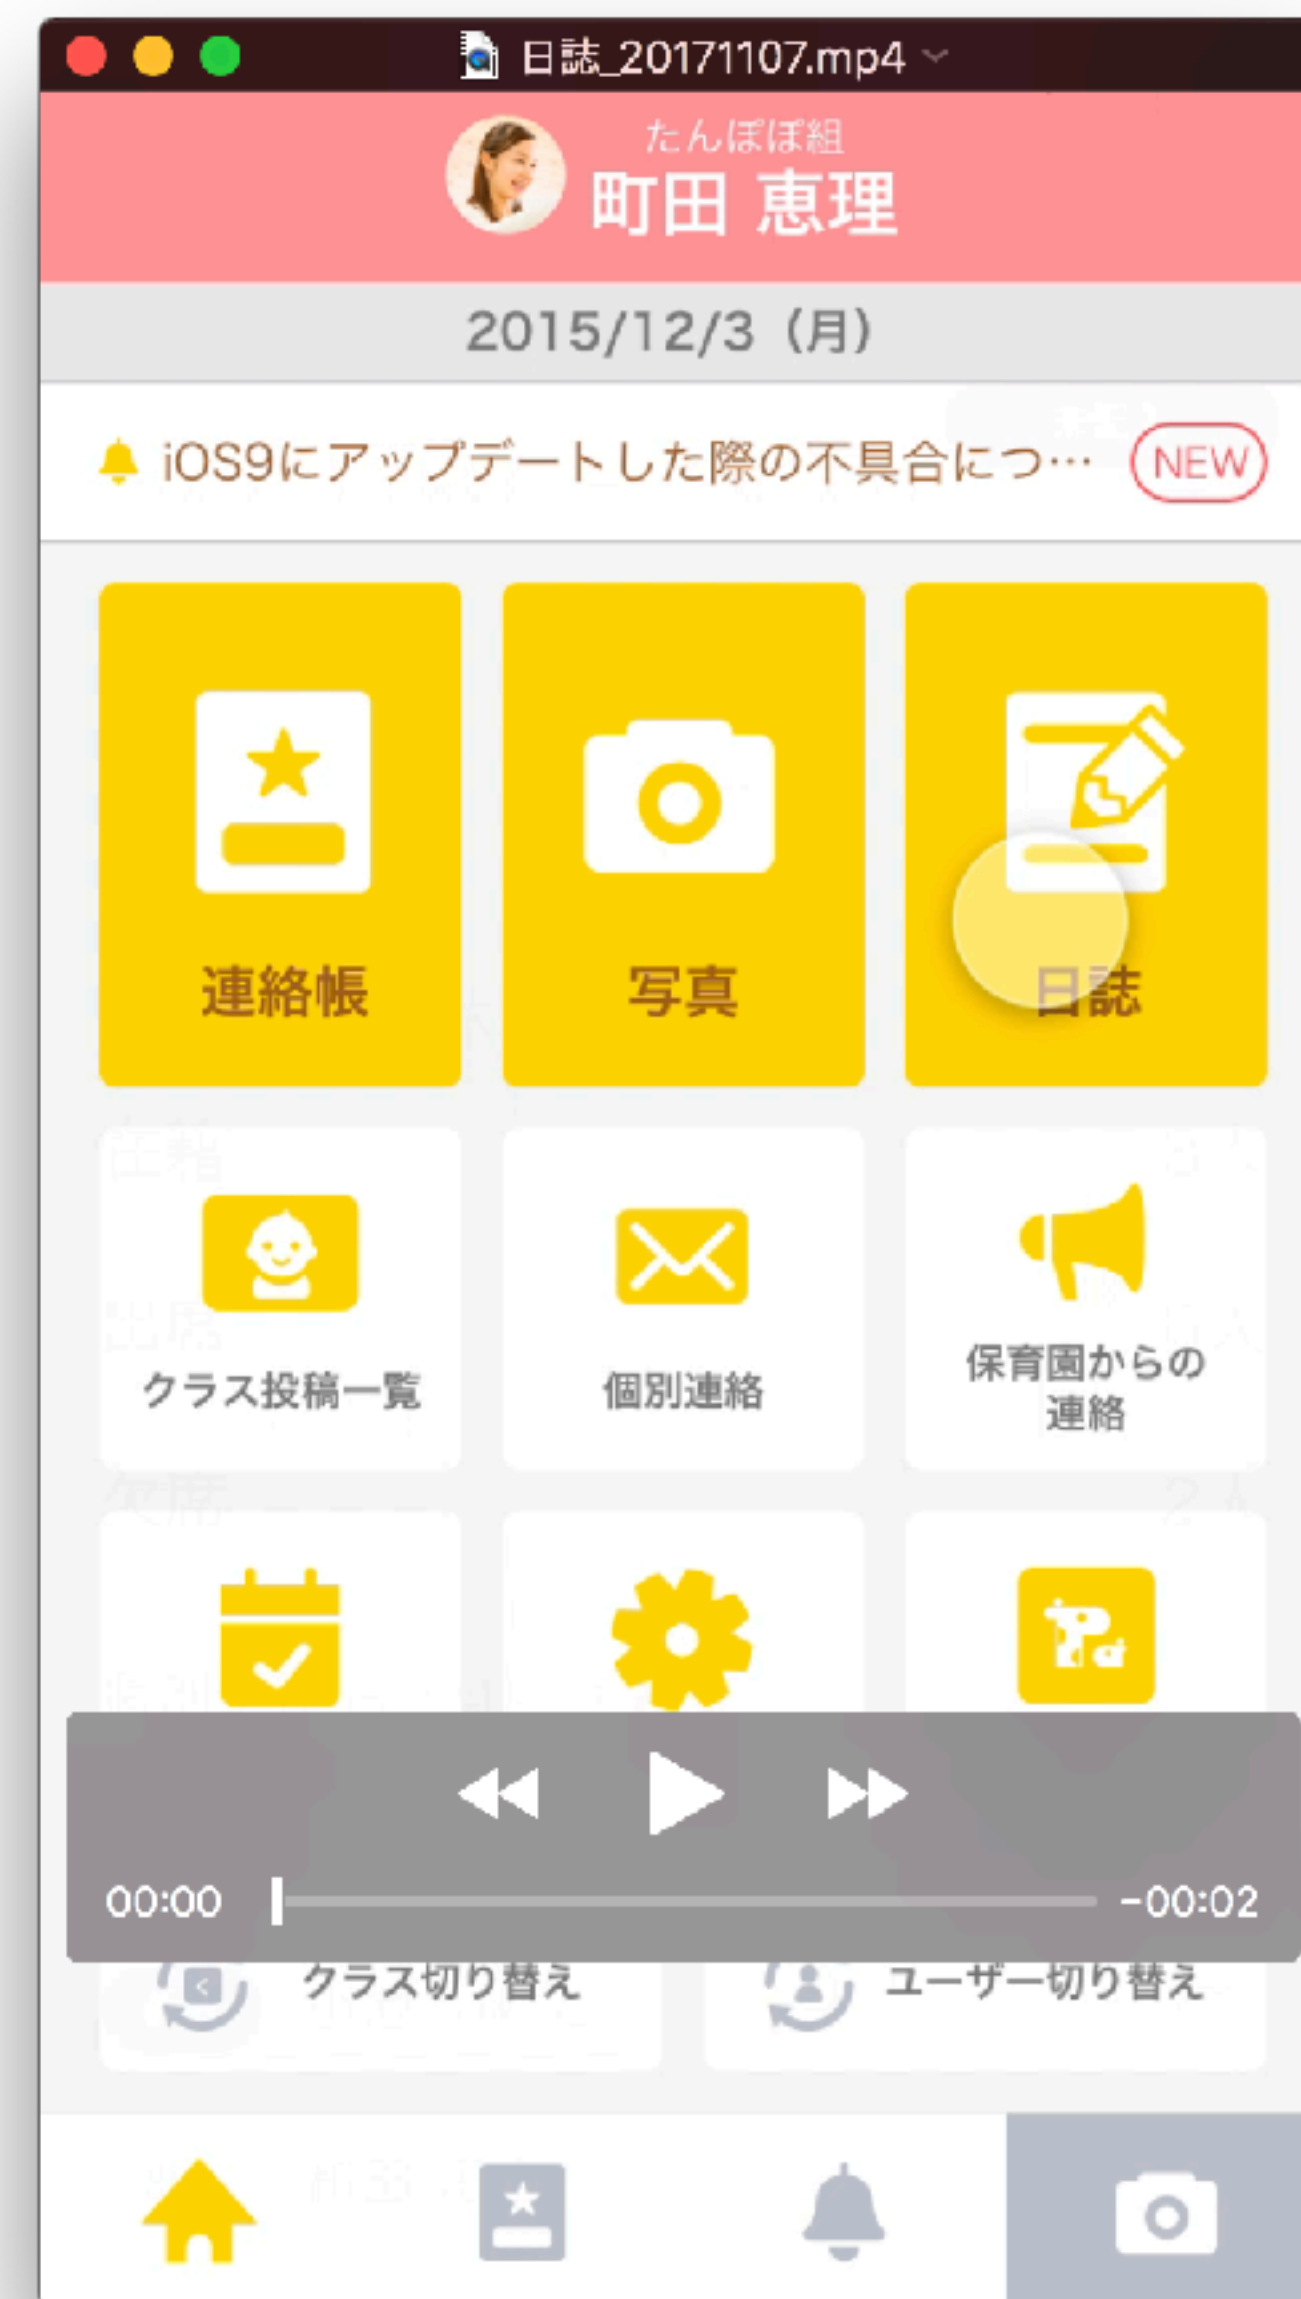 日誌_20171107.mp4
たんぽぽ組
町田 恵理
2015/12/3（月）
iOS9にアップデートした際の不具合につ… NEW
連絡帳 写真 日誌
クラス投稿一覧 個別連絡 保育園からの
連絡
00:00 -00:02
クラス切り替え ユーザー切り替え